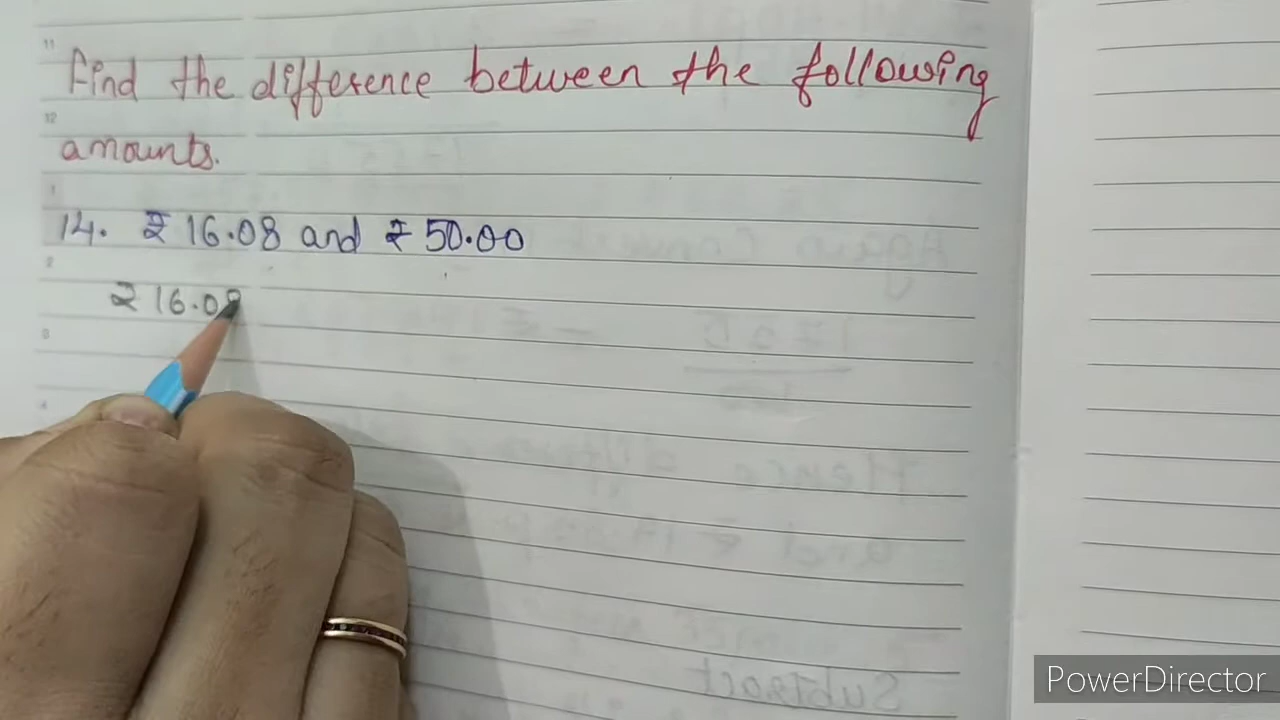 Find the difference between the following
amounts.
14. ₹ 16.08 and ₹ 50.00
₹ 16.08
PowerDirector